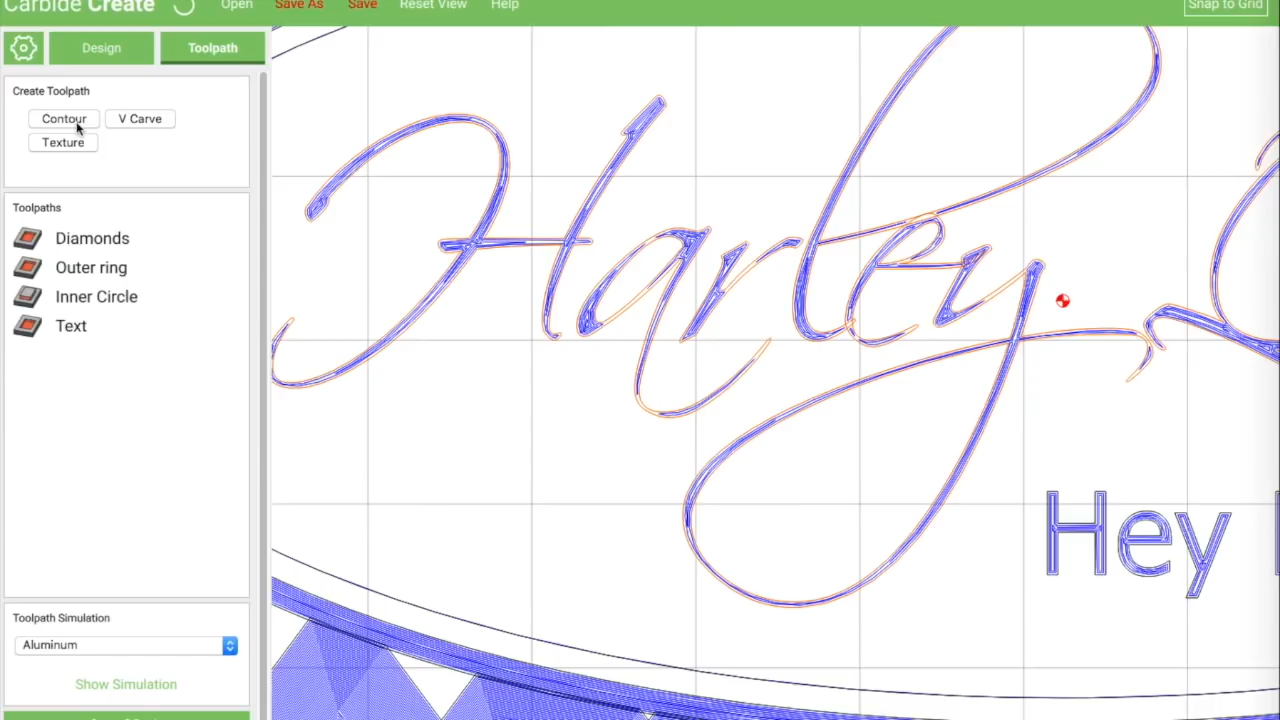 Carbide Create Open Save As Save Reset View Help Snap to Grid
Design Toolpath
Create Toolpath
Contour V Carve
Texture
Toolpaths
Diamonds
Outer ring
Inner Circle
Text
Harley.
Hey
Toolpath Simulation
Aluminum
Show Simulation